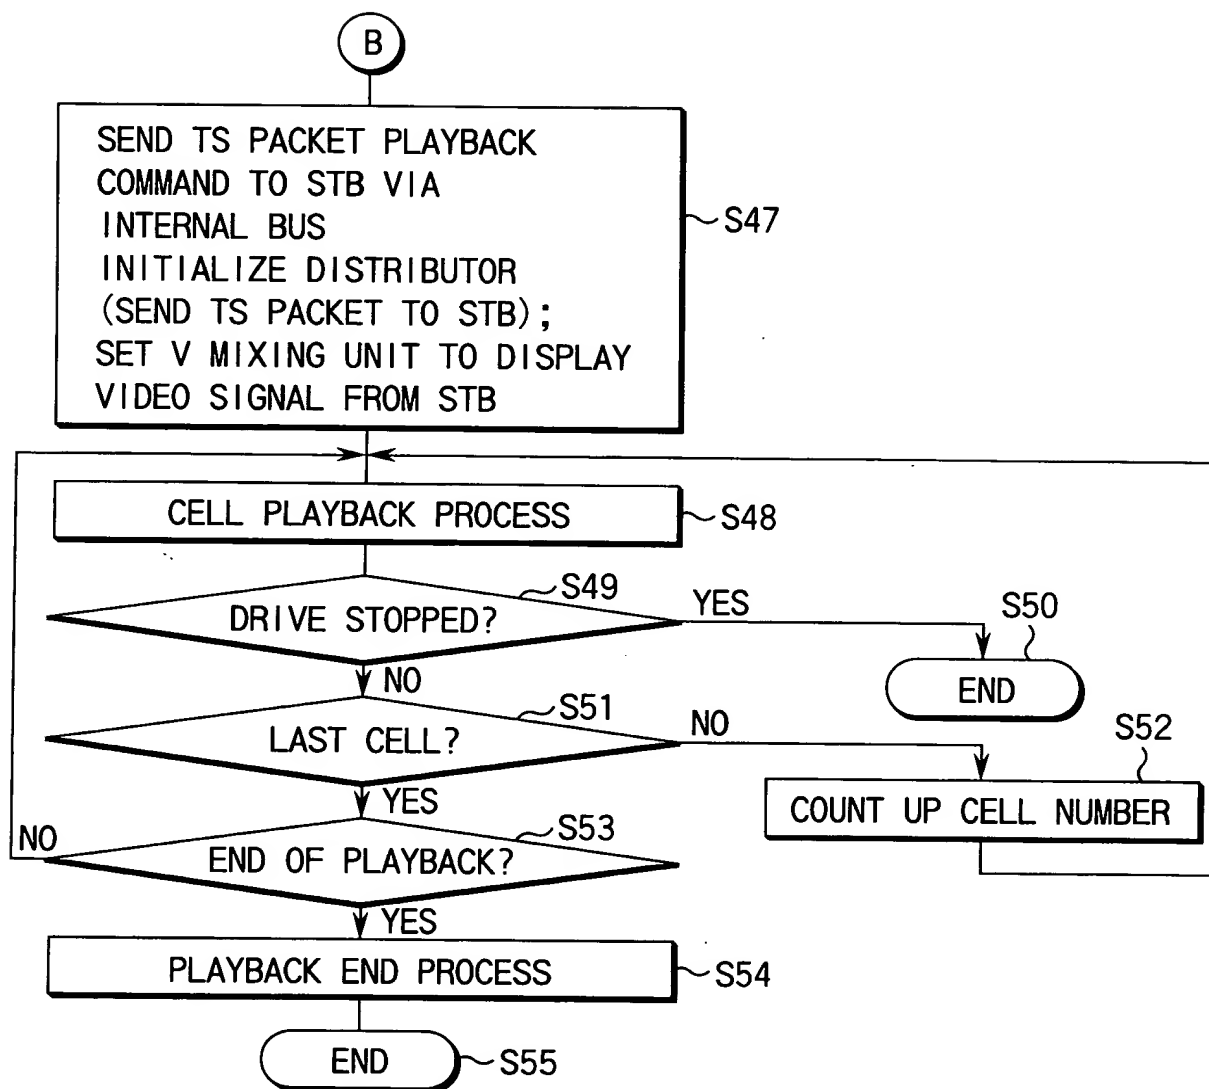 B
SEND TS PACKET PLAYBACK
COMMAND TO STB VIA
INTERNAL BUS
INITIALIZE DISTRIBUTOR
(SEND TS PACKET TO STB);
SET V MIXING UNIT TO DISPLAY
VIDEO SIGNAL FROM STB
S47
CELL PLAYBACK PROCESS
S48
S49
DRIVE STOPPED?
YES
S50
END
NO
S51
LAST CELL?
NO
S52
COUNT UP CELL NUMBER
YES
S53
NO
END OF PLAYBACK?
YES
PLAYBACK END PROCESS
S54
END
S55